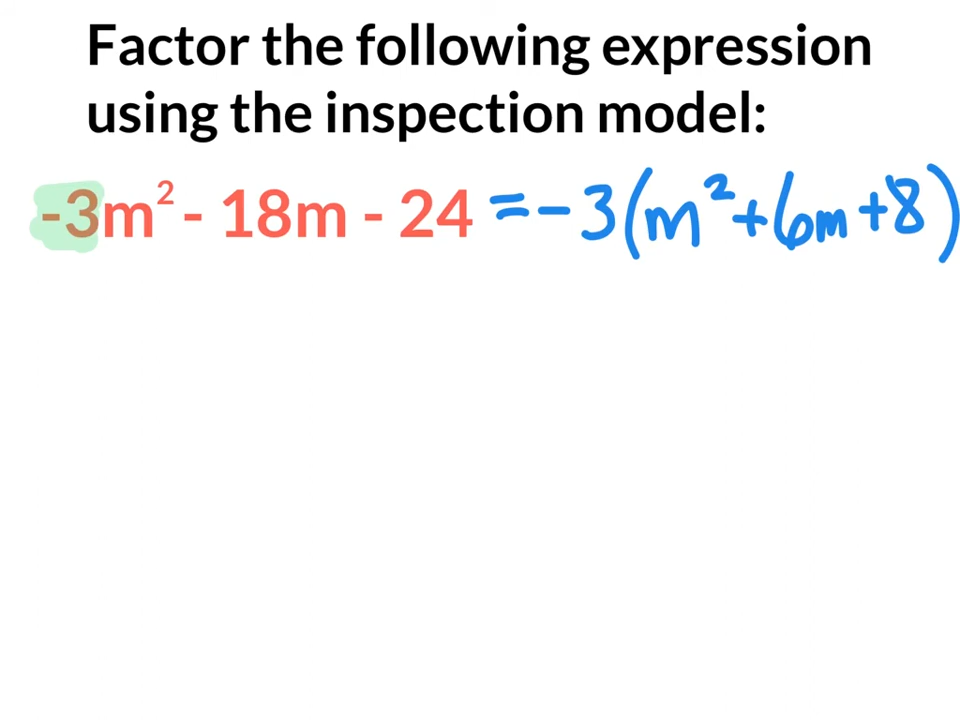 Factor the following expression
using the inspection model:
-3m² - 18m - 24 = -3(m² + 6m + 8)